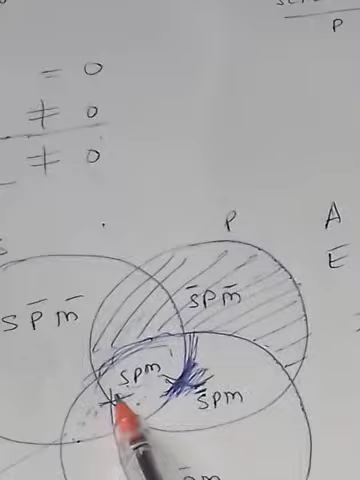 P
= 0
≠ 0
≠ 0
P
A
S
E̅
S P̅ M̅
S̅ P M̅
S P M
S̅ P M